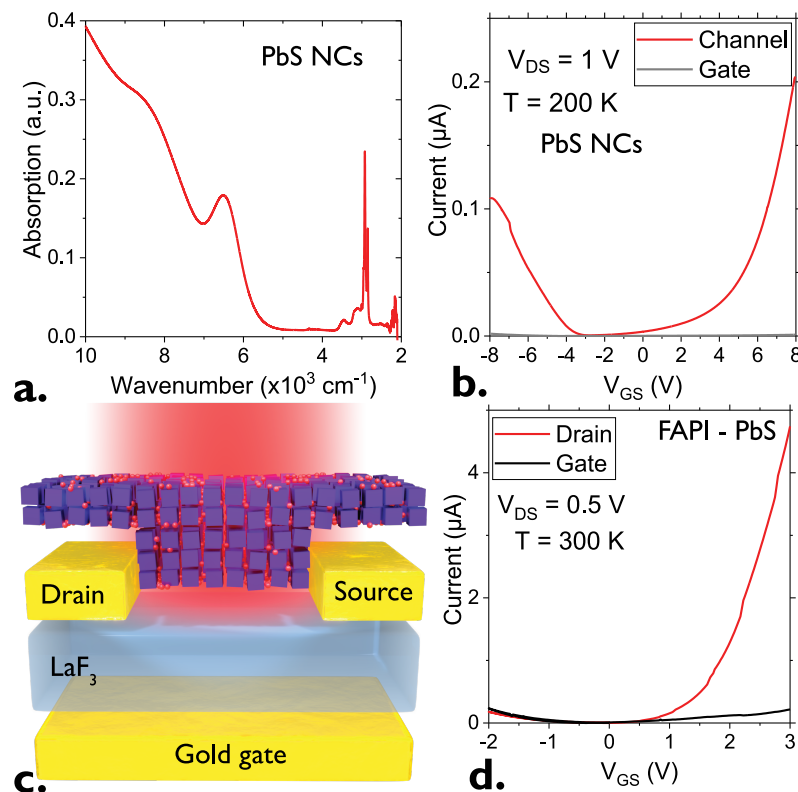 0.4
0.3
0.2
0.1
0.0
Absorption (a.u.)
PbS NCs
10
8
6
4
2
Wavenumber (x10³ cm⁻¹)
a.
0,2
0,1
0,0
Current (µA)
Channel
Gate
V_DS = 1 V
T = 200 K
PbS NCs
-8
-6
-4
-2
0
2
4
6
8
V_GS (V)
b.
Drain
Source
LaF₃
Gold gate
c.
4
2
0
Current (µA)
Drain
Gate
FAPI - PbS
V_DS = 0.5 V
T = 300 K
-2
-1
0
1
2
3
V_GS (V)
d.